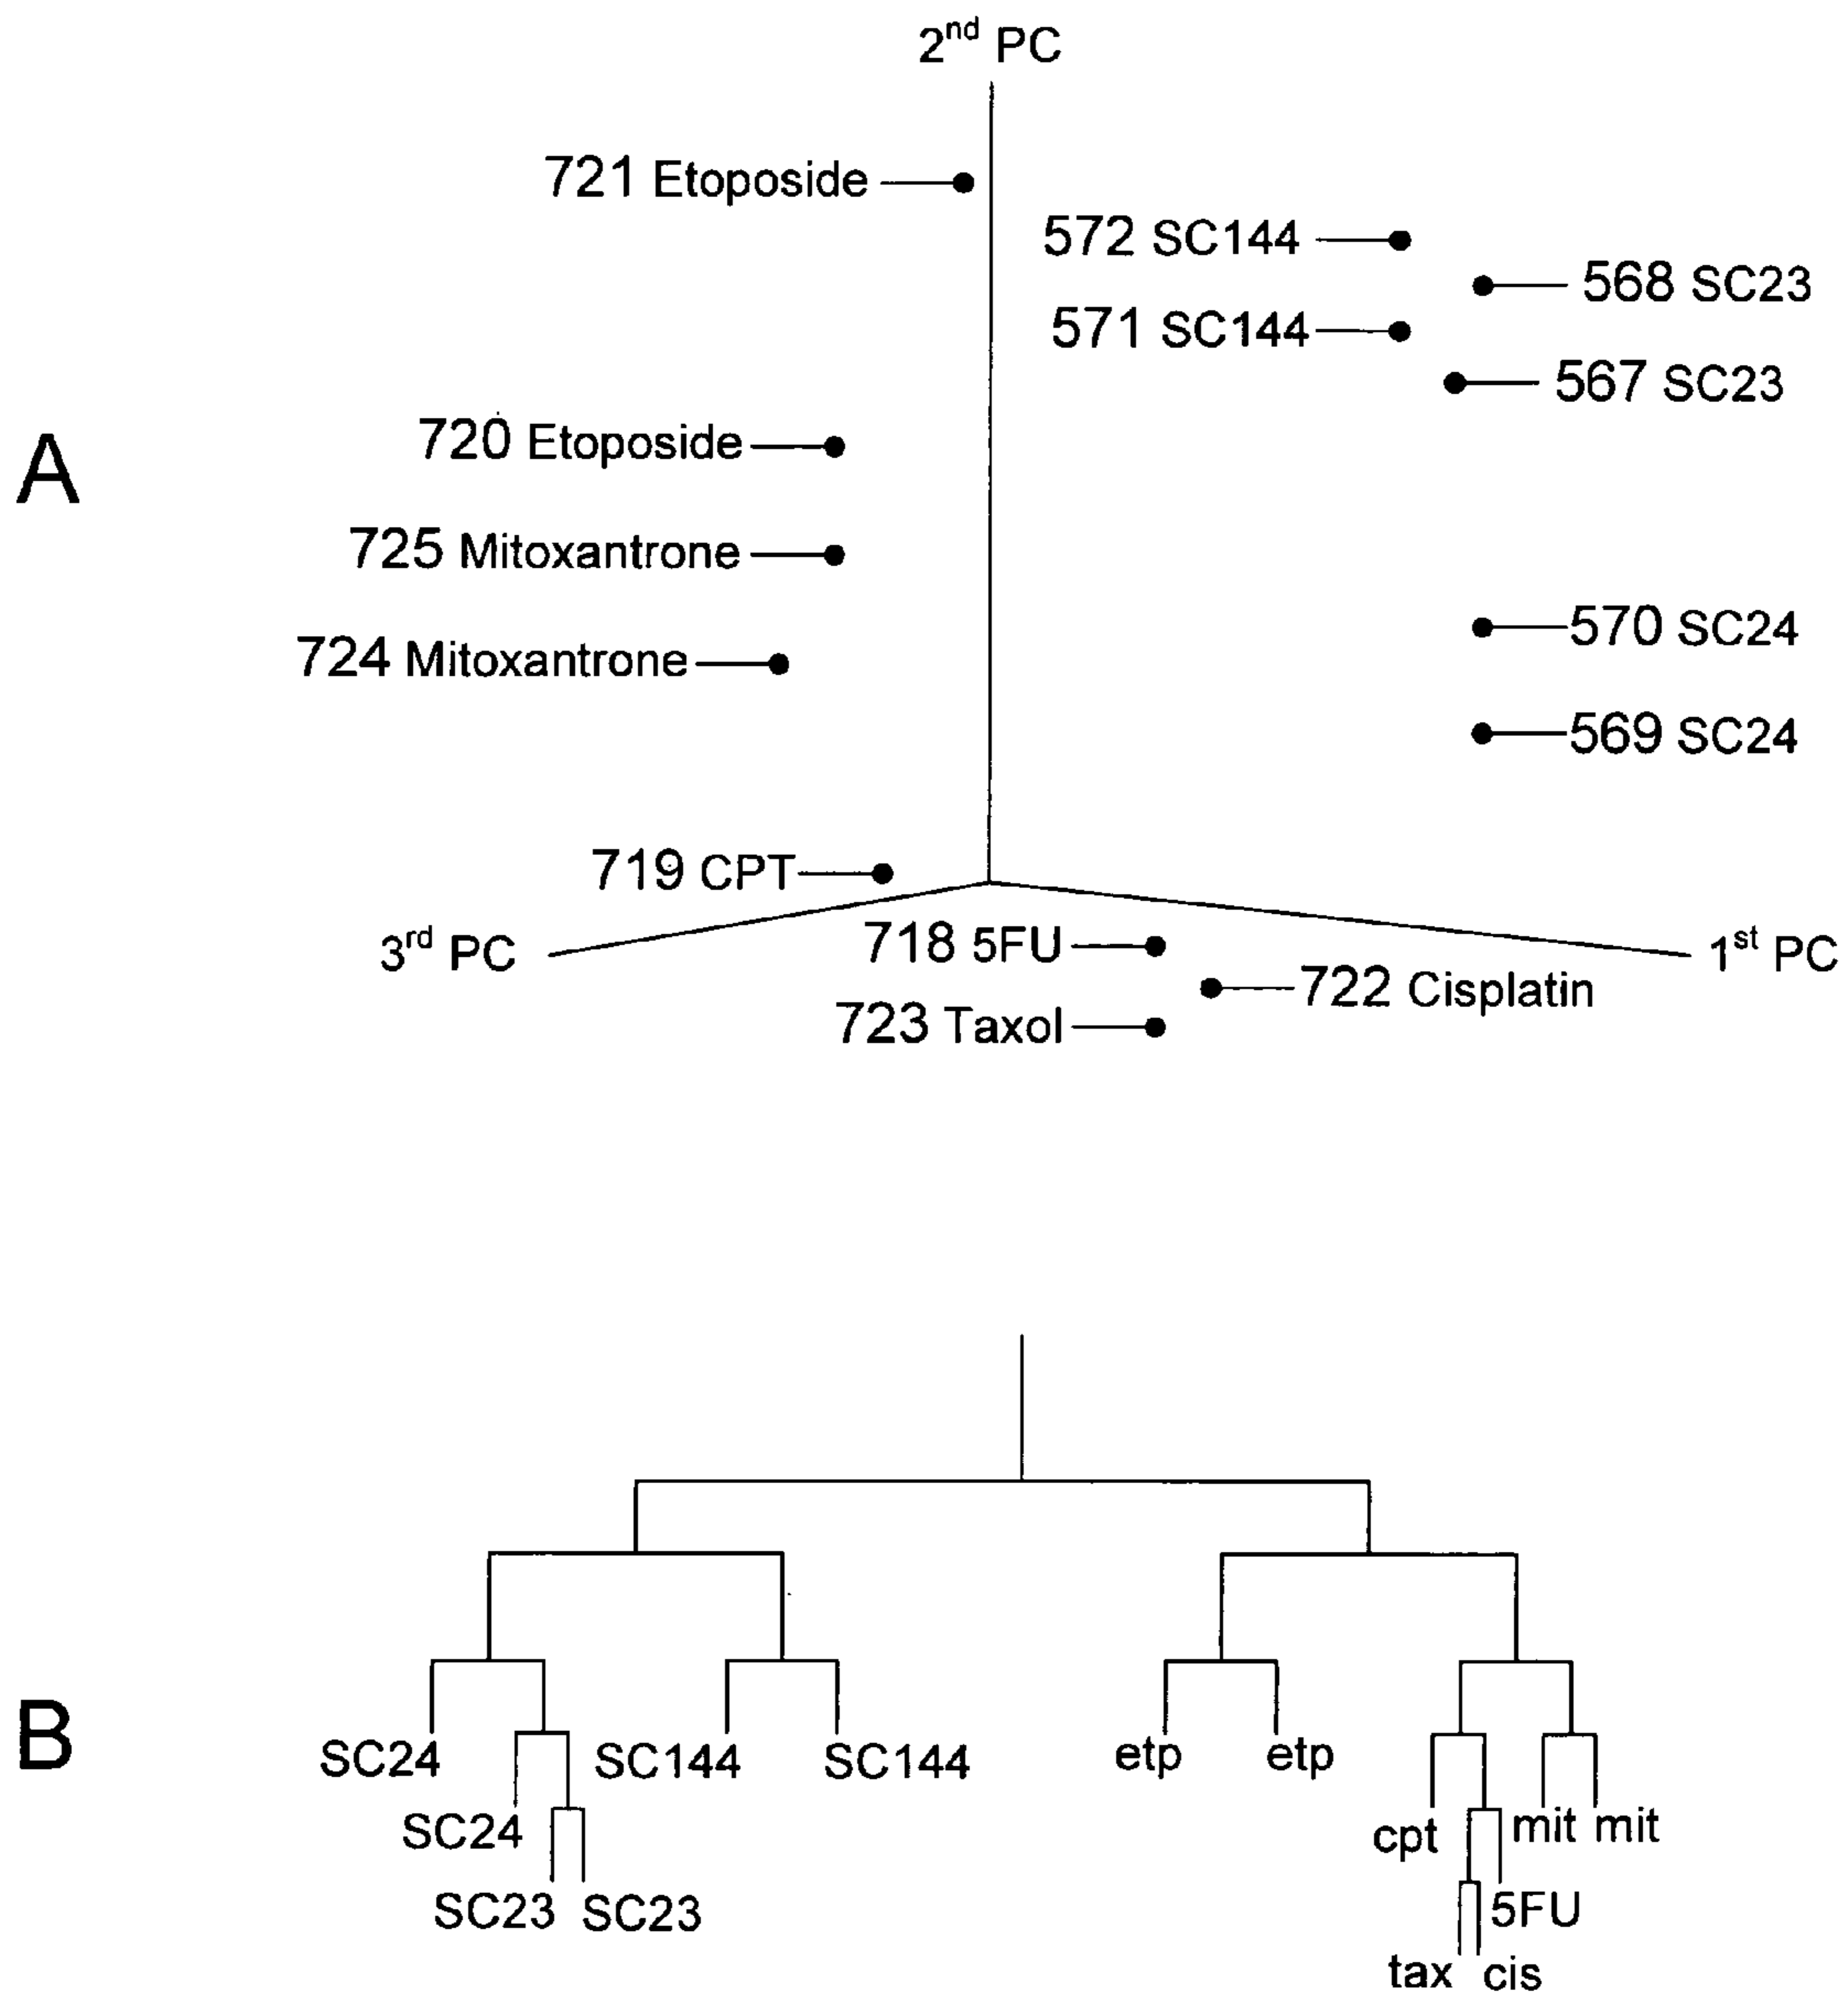 2nd PC
721 Etoposide
572 SC144
568 SC23
571 SC144
567 SC23
A
720 Etoposide
725 Mitoxantrone
570 SC24
724 Mitoxantrone
569 SC24
719 CPT
718 5FU
3rd PC
1st PC
722 Cisplatin
723 Taxol
B
SC24
SC144
SC144
etp
etp
SC24
cpt
mit mit
SC23 SC23
5FU
tax cis